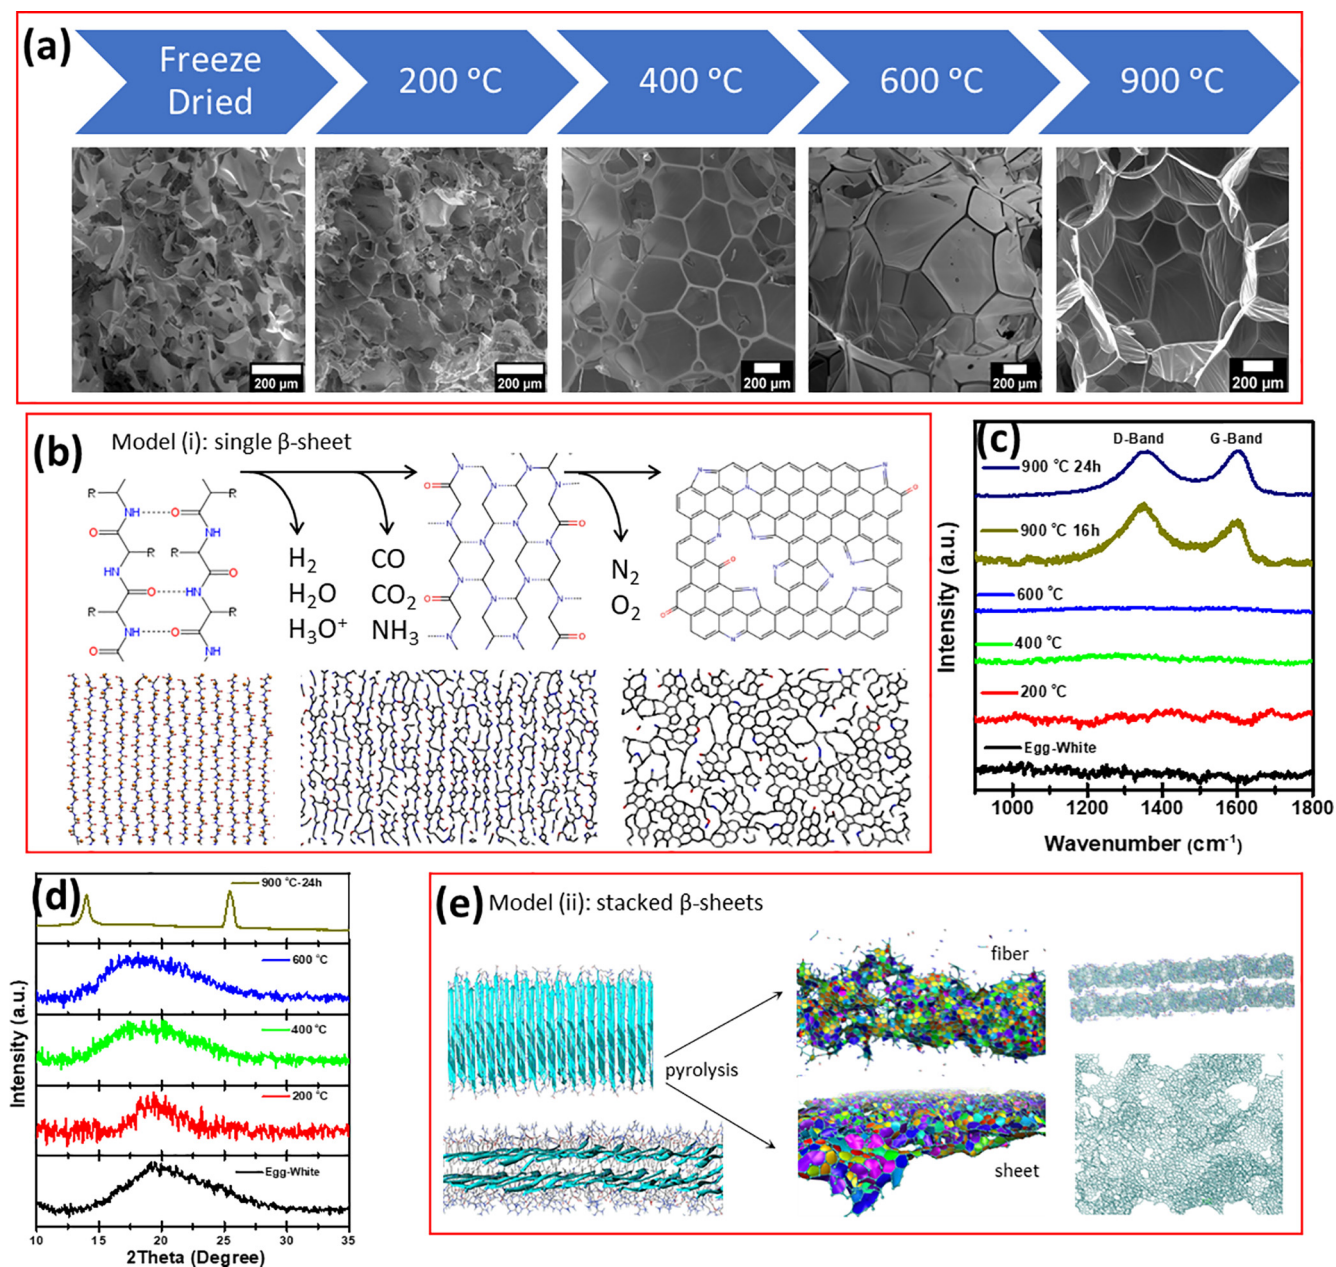 (a)
Freeze
Dried
200 °C
400 °C
600 °C
900 °C
200 µm
200 µm
200 µm
200 µm
200 µm
(b)
Model (i): single β-sheet
H₂
H₂O
H₃O⁺
CO
CO₂
NH₃
N₂
O₂
(c)
D-Band
G-Band
900 °C 24h
900 °C 16h
600 °C
400 °C
200 °C
Egg-White
Intensity (a.u.)
1000 1200 1400 1600 1800
Wavenumber (cm⁻¹)
(d)
900 °C-24h
600 °C
400 °C
200 °C
Egg-White
Intensity (a.u.)
10 15 20 25 30 35
2Theta (Degree)
(e)
Model (ii): stacked β-sheets
pyrolysis
fiber
sheet